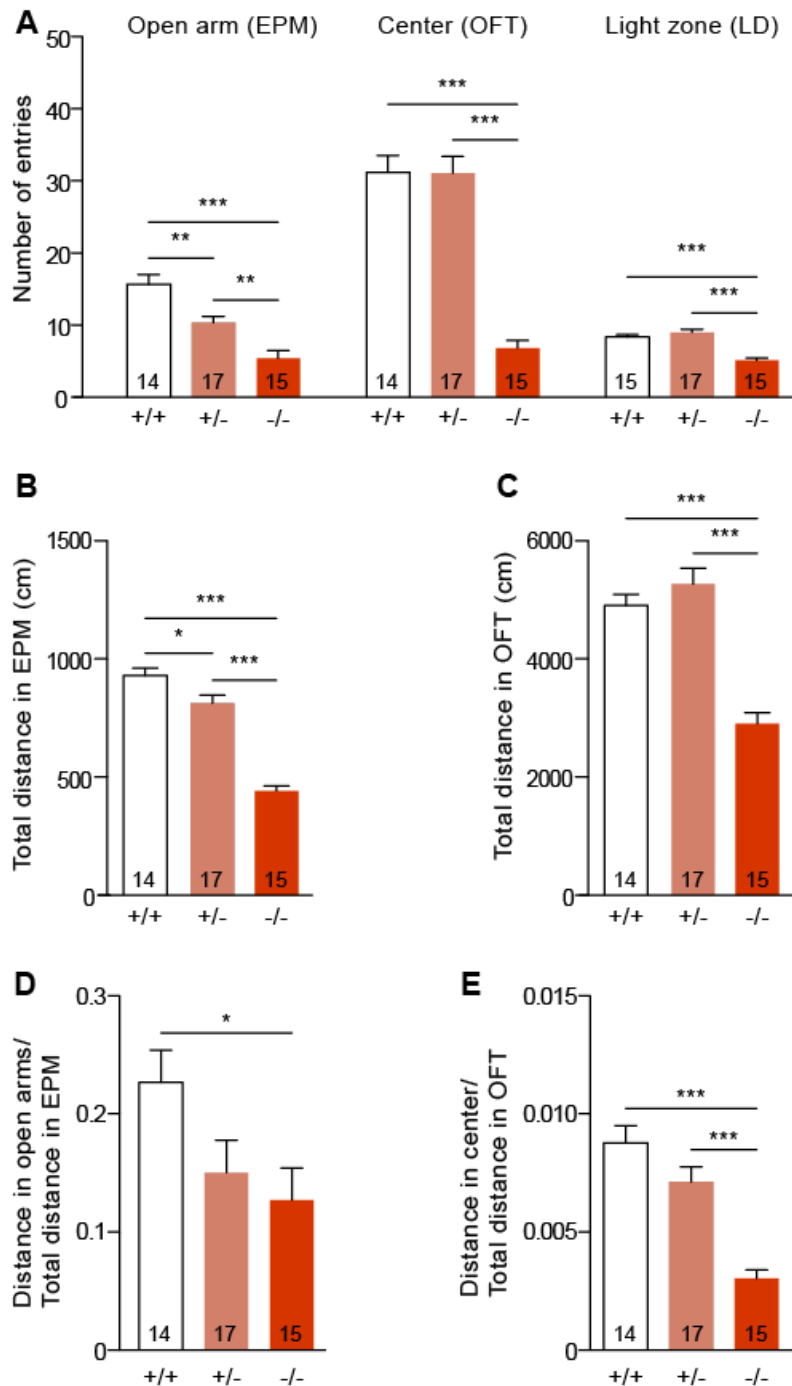 A
Open arm (EPM) Center (OFT) Light zone (LD)
Number of entries
50
40
30
20
10
0
*** ** **
*** ***
*** ***
14 17 15 14 17 15 15 17 15
+/+ +/- -/- +/+ +/- -/- +/+ +/- -/-
B
Total distance in EPM (cm)
1500
1000
500
0
***
* ***
14 17 15
+/+ +/- -/-
C
Total distance in OFT (cm)
6000
4000
2000
0
***
***
14 17 15
+/+ +/- -/-
D
Distance in open arms/
Total distance in EPM
0.3
0.2
0.1
0
*
14 17 15
+/+ +/- -/-
E
Distance in center/
Total distance in OFT
0.015
0.010
0.005
0
***
***
14 17 15
+/+ +/- -/-